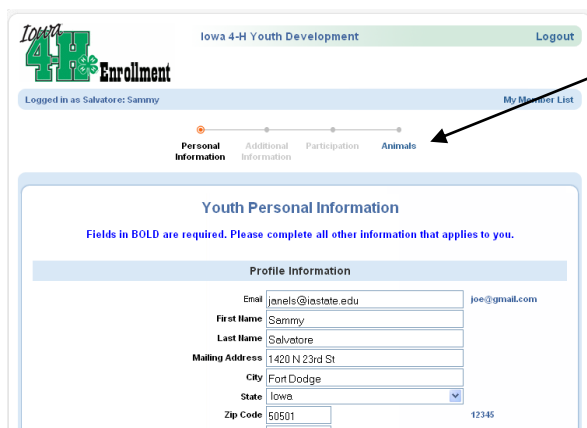 Iowa
4-H
Enrollment
Iowa 4-H Youth Development
Logout
Logged in as Salvatore: Sammy
My Member List
Personal Information
Additional Information
Participation
Animals
Youth Personal Information
Fields in BOLD are required. Please complete all other information that applies to you.
Profile Information
Email janels@iastate.edu joe@gmail.com
First Name Sammy
Last Name Salvatore
Mailing Address 1420 N 23rd St
City Fort Dodge
State Iowa
Zip Code 50501 12345